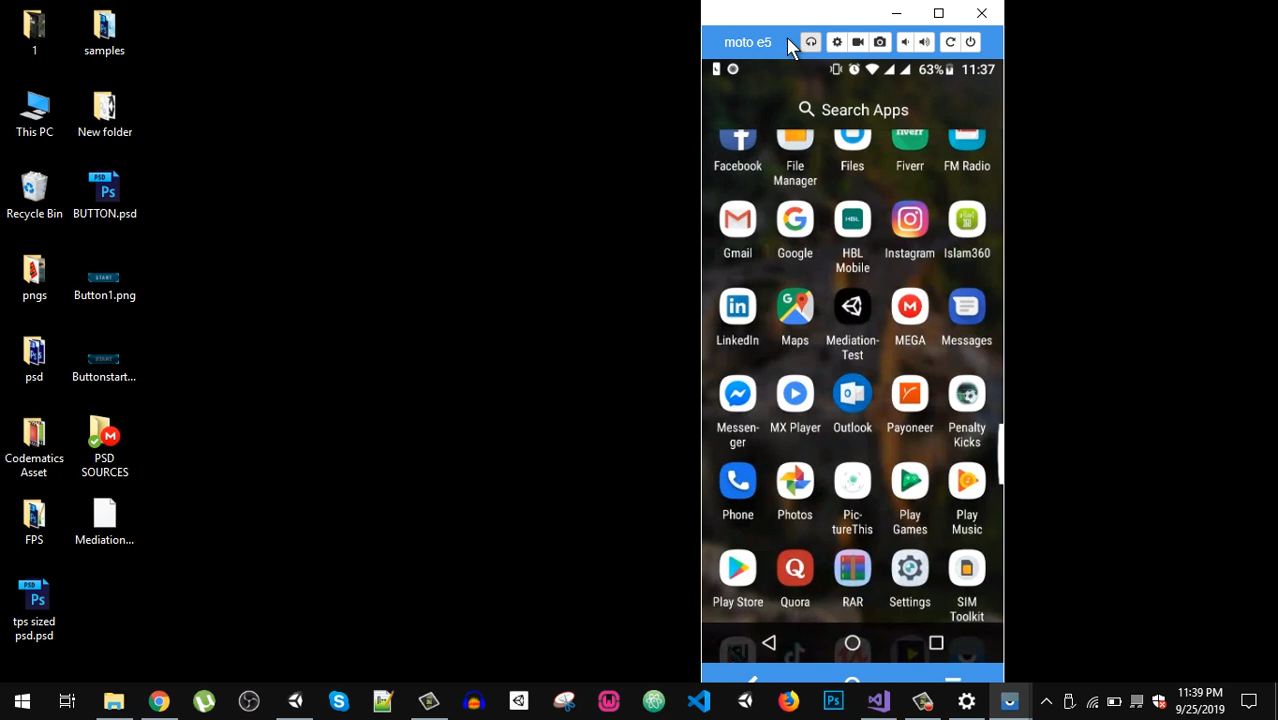 1
samples
This PC
New folder
Recycle Bin
BUTTON.psd
pngs
Button1.png
psd
Buttonstart...
Codematics
Asset
PSD
SOURCES
FPS
Mediation...
tps sized
psd.psd
moto e5
63% 11:37
Search Apps
Facebook
File
Manager
Files
Fiverr
FM Radio
Gmail
Google
HBL
Mobile
Instagram
Islam360
LinkedIn
Maps
Mediation-
Test
MEGA
Messages
Messen-
ger
MX Player
Outlook
Payoneer
Penalty
Kicks
Phone
Photos
Pic-
tureThis
Play
Games
Play
Music
Play Store
Quora
RAR
Settings
SIM
Toolkit
11:39 PM
9/25/2019